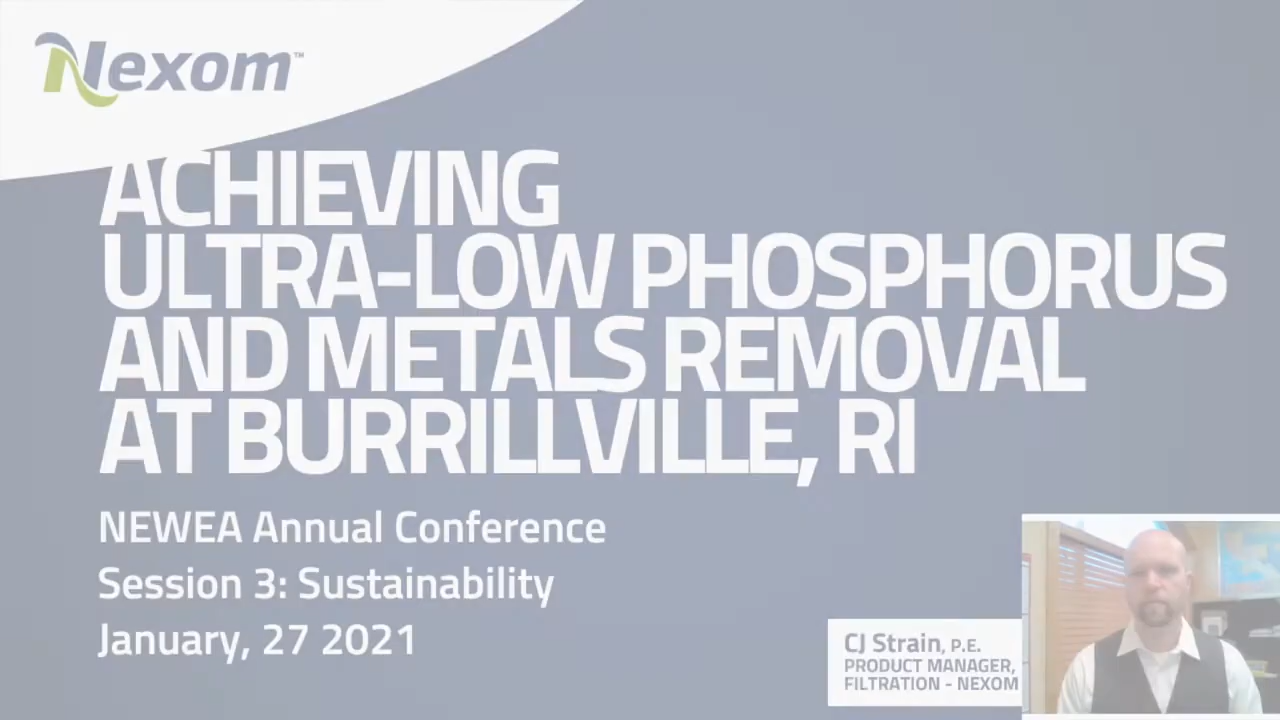 Nexom™
ACHIEVING
ULTRA-LOW PHOSPHORUS
AND METALS REMOVAL
AT BURRILLVILLE, RI
NEWEA Annual Conference
Session 3: Sustainability
January, 27 2021
CJ Strain, P.E.
PRODUCT MANAGER,
FILTRATION - NEXOM